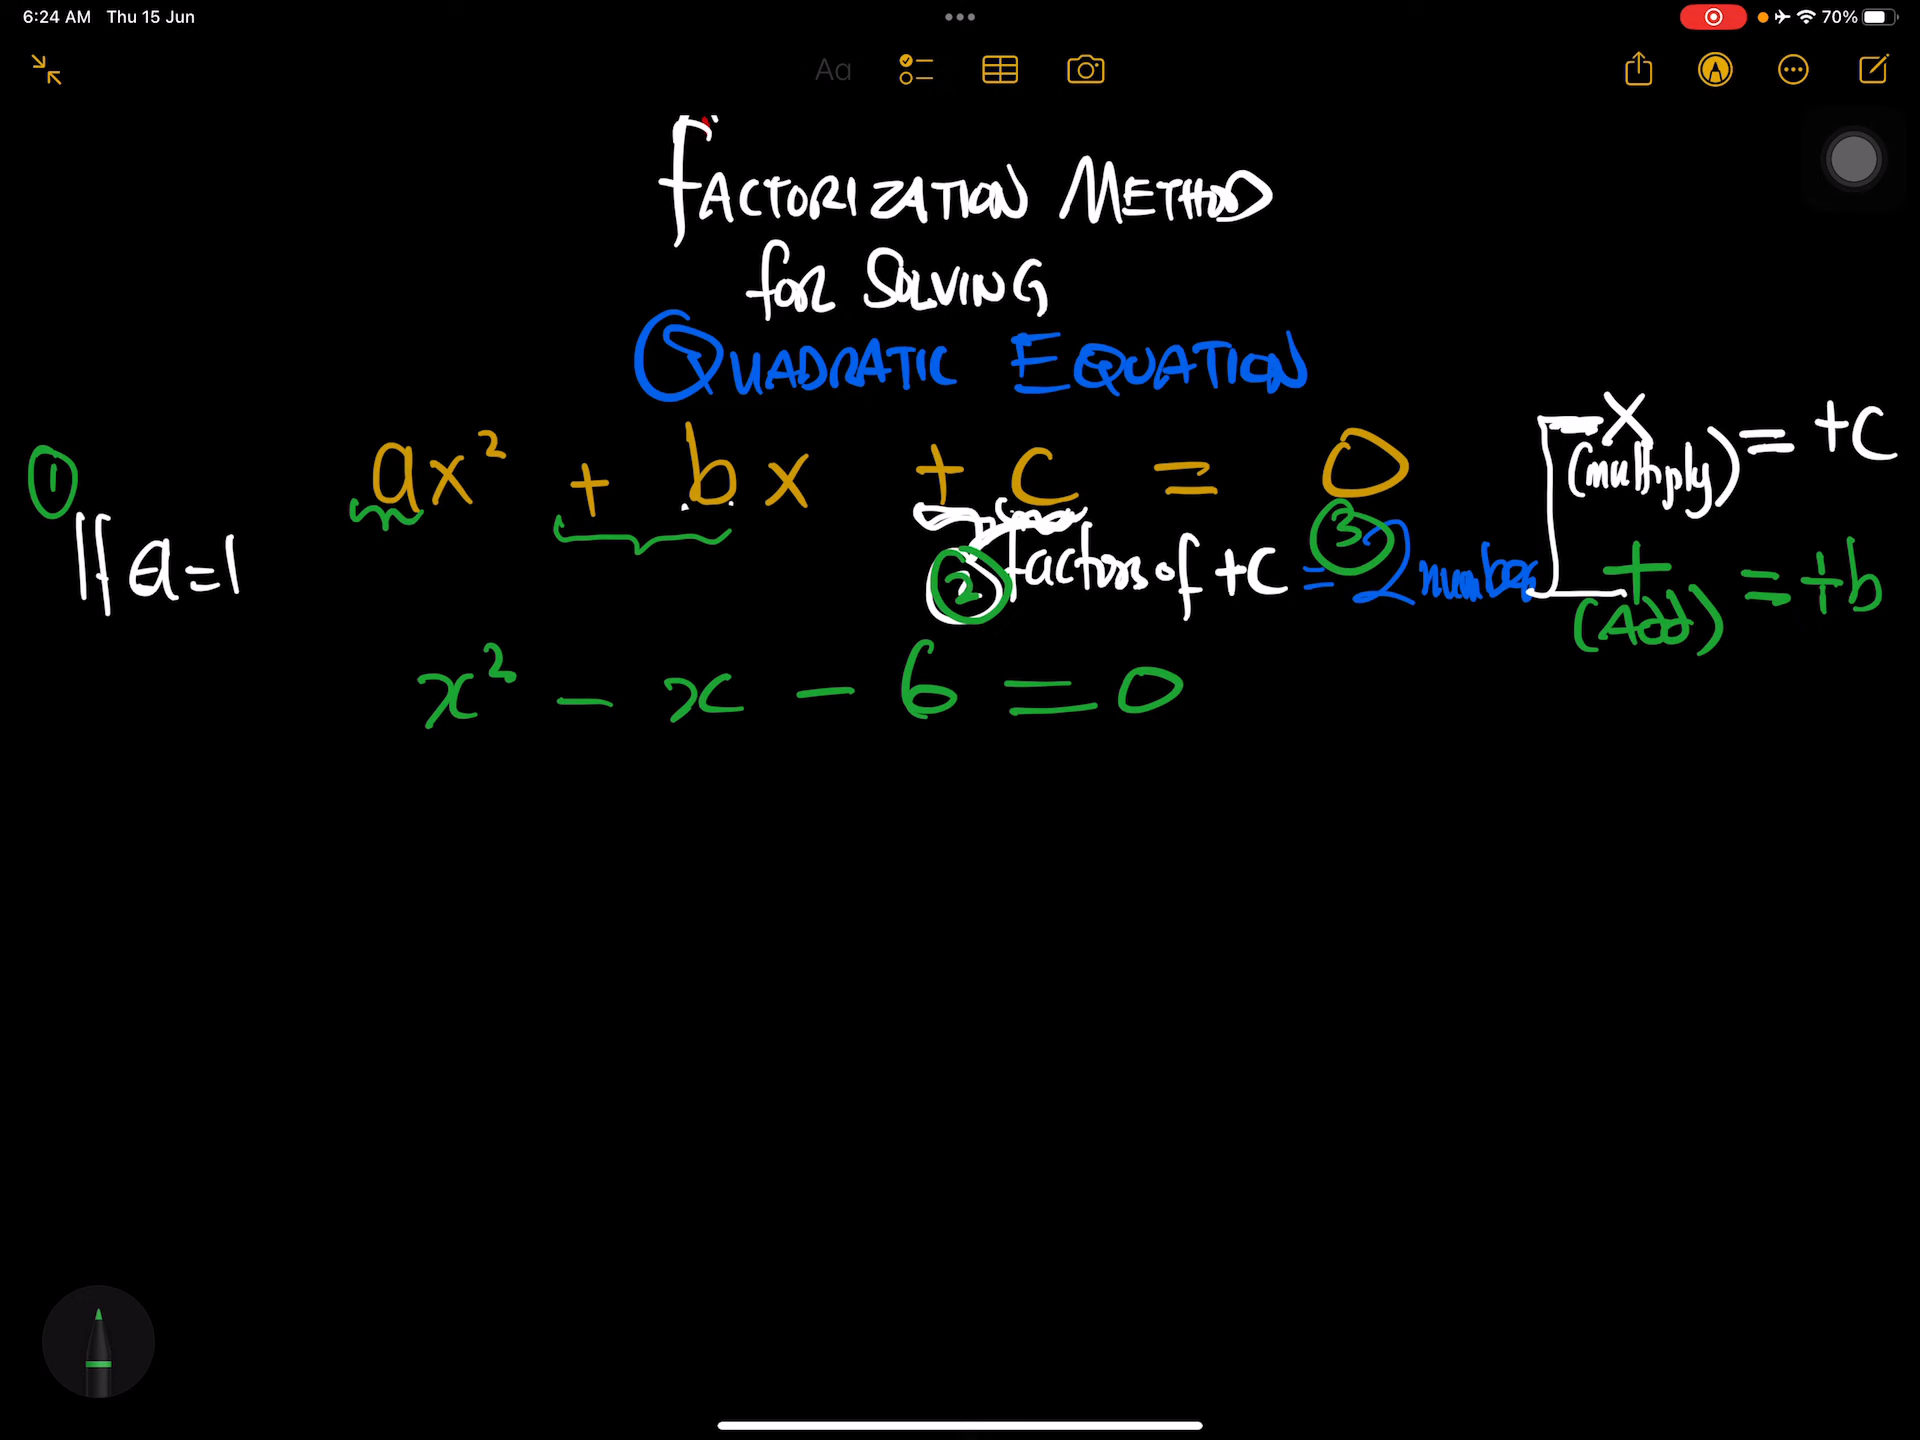 6:24 AM Thu 15 Jun
70%
Aa
FACTORIZATION METHOD
for SOLVING
QUADRATIC EQUATION
① ax² + bx + c = 0
If a=1
② factors of +C = ③ 2 numbers
X (multiply) = +C
+ (Add) = +b
x² - x - 6 = 0